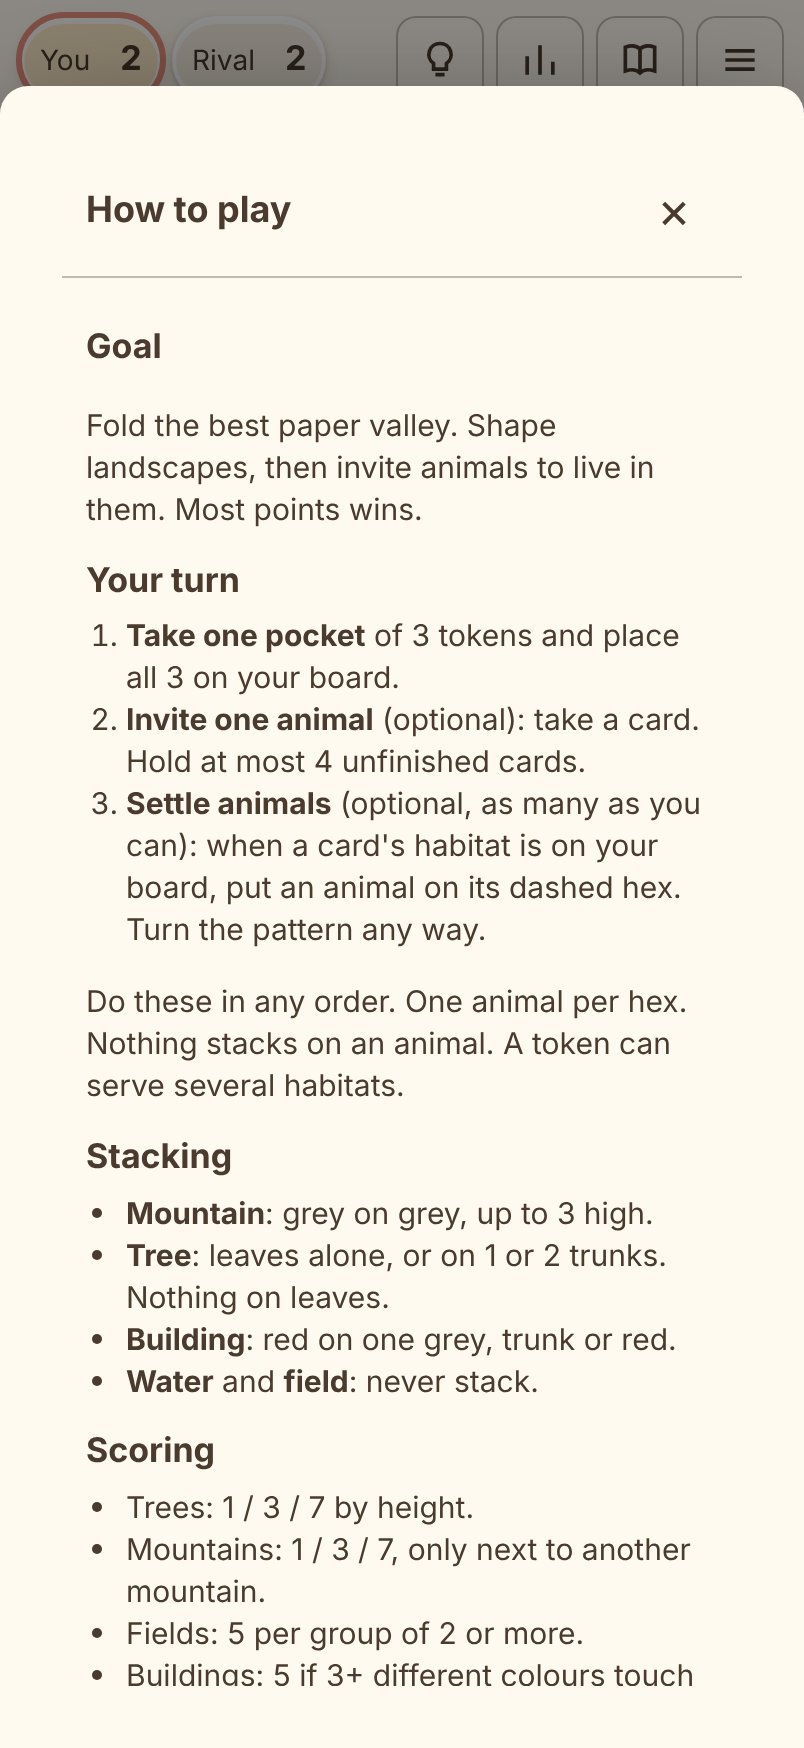 You 2 Rival 2
How to play
Goal
Fold the best paper valley. Shape
landscapes, then invite animals to live in
them. Most points wins.
Your turn
1. Take one pocket of 3 tokens and place
all 3 on your board.
2. Invite one animal (optional): take a card.
Hold at most 4 unfinished cards.
3. Settle animals (optional, as many as you
can): when a card's habitat is on your
board, put an animal on its dashed hex.
Turn the pattern any way.
Do these in any order. One animal per hex.
Nothing stacks on an animal. A token can
serve several habitats.
Stacking
• Mountain: grey on grey, up to 3 high.
• Tree: leaves alone, or on 1 or 2 trunks.
Nothing on leaves.
• Building: red on one grey, trunk or red.
• Water and field: never stack.
Scoring
• Trees: 1 / 3 / 7 by height.
• Mountains: 1 / 3 / 7, only next to another
mountain.
• Fields: 5 per group of 2 or more.
• Buildings: 5 if 3+ different colours touch